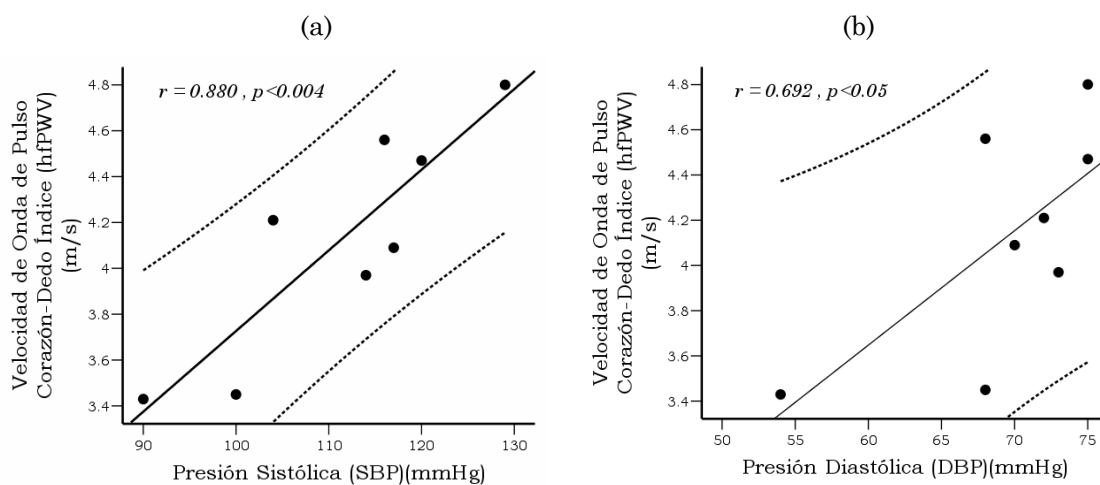 (a)
r = 0.880 , p<0.004
Velocidad de Onda de Pulso
Corazón-Dedo Índice (hfPWV)
(m/s)
4.8
4.6
4.4
4.2
4
3.8
3.6
3.4
90
100
110
120
130
Presión Sistólica (SBP)(mmHg)
(b)
r = 0.692 , p<0.05
Velocidad de Onda de Pulso
Corazón-Dedo Índice (hfPWV)
m/s
4.8
4.6
4.4
4.2
4
3.8
3.6
3.4
50
55
60
65
70
75
Presión Diastólica (DBP)(mmHg)